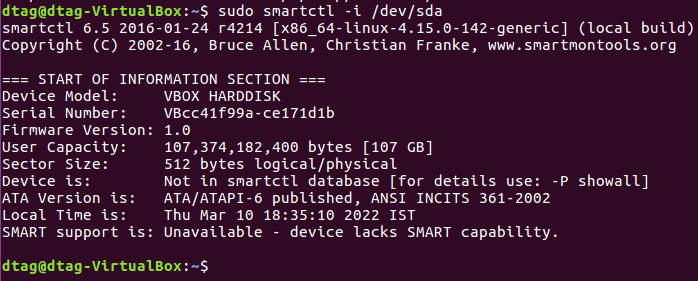 dtag@dtag-VirtualBox:~$ sudo smartctl -i /dev/sda
smartctl 6.5 2016-01-24 r4214 [x86_64-linux-4.15.0-142-generic] (local build)
Copyright (C) 2002-16, Bruce Allen, Christian Franke, www.smartmontools.org

=== START OF INFORMATION SECTION ===
Device Model:     VBOX HARDDISK
Serial Number:    VBcc41f99a-ce171d1b
Firmware Version: 1.0
User Capacity:    107,374,182,400 bytes [107 GB]
Sector Size:      512 bytes logical/physical
Device is:        Not in smartctl database [for details use: -P showall]
ATA Version is:   ATA/ATAPI-6 published, ANSI INCITS 361-2002
Local Time is:    Thu Mar 10 18:35:10 2022 IST
SMART support is: Unavailable - device lacks SMART capability.

dtag@dtag-VirtualBox:~$